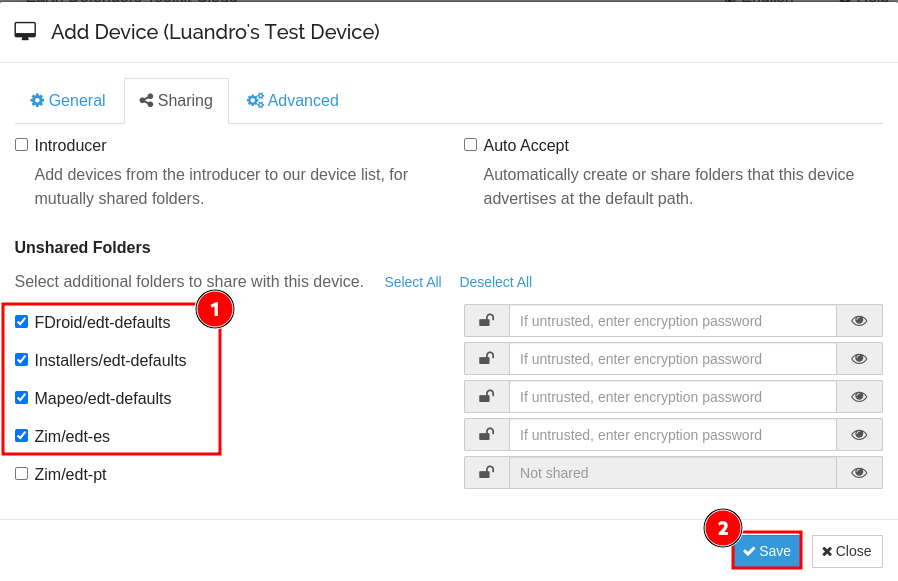 Add Device (Luandro's Test Device)
General Sharing Advanced
Introducer
Add devices from the introducer to our device list, for
mutually shared folders.
Auto Accept
Automatically create or share folders that this device
advertises at the default path.
Unshared Folders
Select additional folders to share with this device. Select All Deselect All
1
FDroid/edt-defaults If untrusted, enter encryption password
Installers/edt-defaults If untrusted, enter encryption password
Mapeo/edt-defaults If untrusted, enter encryption password
Zim/edt-es If untrusted, enter encryption password
Zim/edt-pt Not shared
2
Save Close